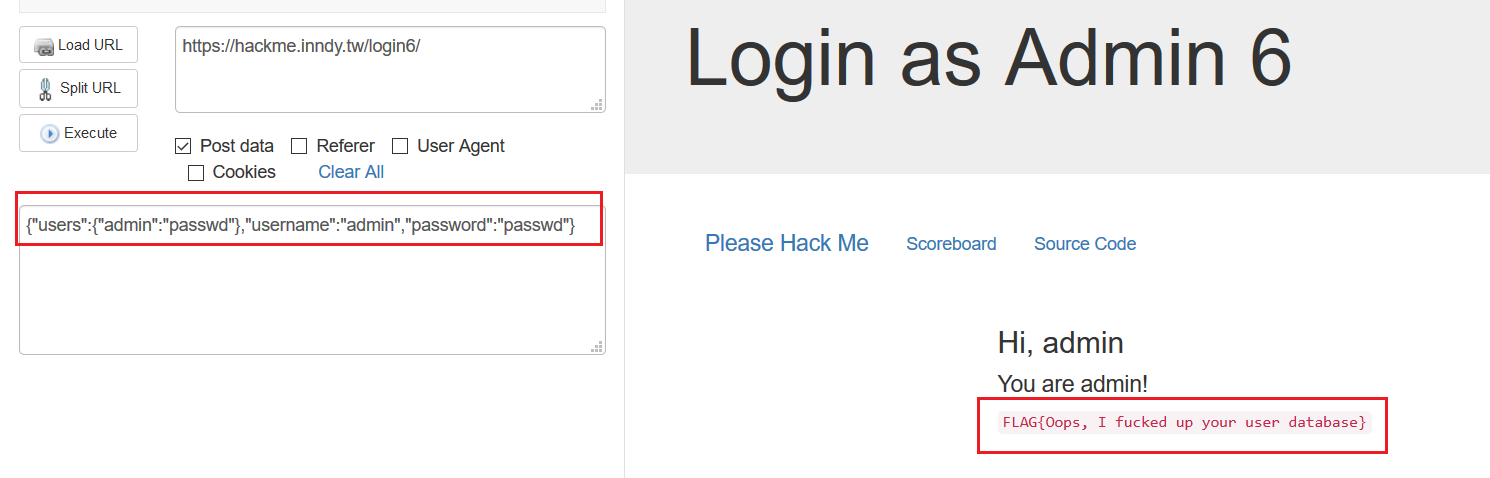 Load URL
https://hackme.inndy.tw/login6/
Split URL
Execute
Post data Referer User Agent
Cookies Clear All
{"users":{"admin":"passwd"},"username":"admin","password":"passwd"}
Login as Admin 6
Please Hack Me Scoreboard Source Code
Hi, admin
You are admin!
FLAG{Oops, I fucked up your user database}